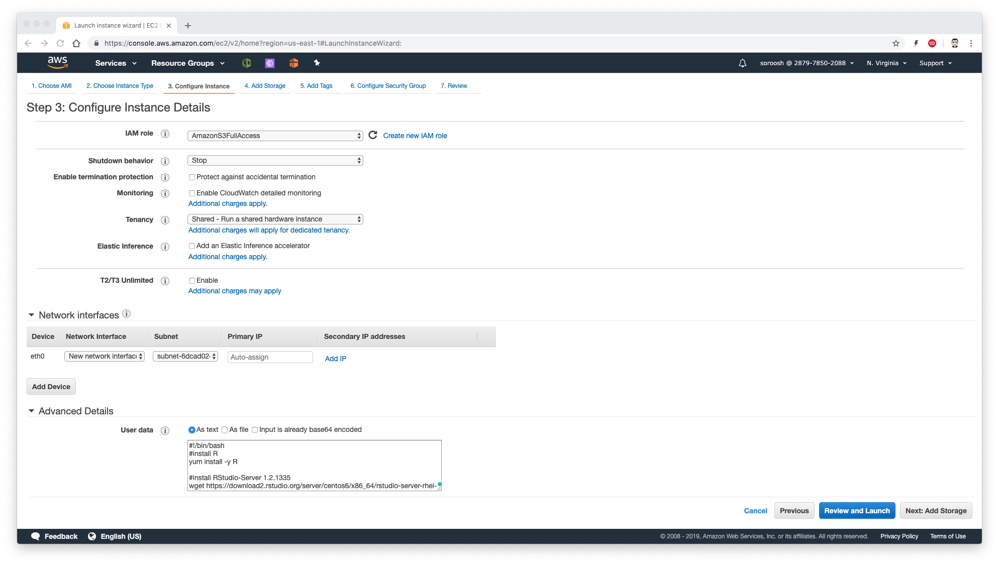 Launch instance wizard | EC2
https://console.aws.amazon.com/ec2/v2/home?region=us-east-1#LaunchInstanceWizard:
aws Services Resource Groups soroosh @ 2879-7850-2088 N. Virginia Support
1. Choose AMI 2. Choose Instance Type 3. Configure Instance 4. Add Storage 5. Add Tags 6. Configure Security Group 7. Review
Step 3: Configure Instance Details
IAM role i AmazonS3FullAccess Create new IAM role
Shutdown behavior i Stop
Enable termination protection i Protect against accidental termination
Monitoring i Enable CloudWatch detailed monitoring
Additional charges apply.
Tenancy i Shared - Run a shared hardware instance
Additional charges will apply for dedicated tenancy.
Elastic Inference i Add an Elastic Inference accelerator
Additional charges apply.
T2/T3 Unlimited i Enable
Additional charges may apply
Network interfaces i
Device Network Interface Subnet Primary IP Secondary IP addresses
eth0 New network interfac subnet-6dcad02 Auto-assign Add IP
Add Device
Advanced Details
User data i As text As file Input is already base64 encoded
#!/bin/bash
#install R
yum install -y R
#install RStudio-Server 1.2.1335
wget https://download2.rstudio.org/server/centos6/x86_64/rstudio-server-rhel-
Cancel Previous Review and Launch Next: Add Storage
Feedback English (US) © 2008 - 2019, Amazon Web Services, Inc. or its affiliates. All rights reserved. Privacy Policy Terms of Use